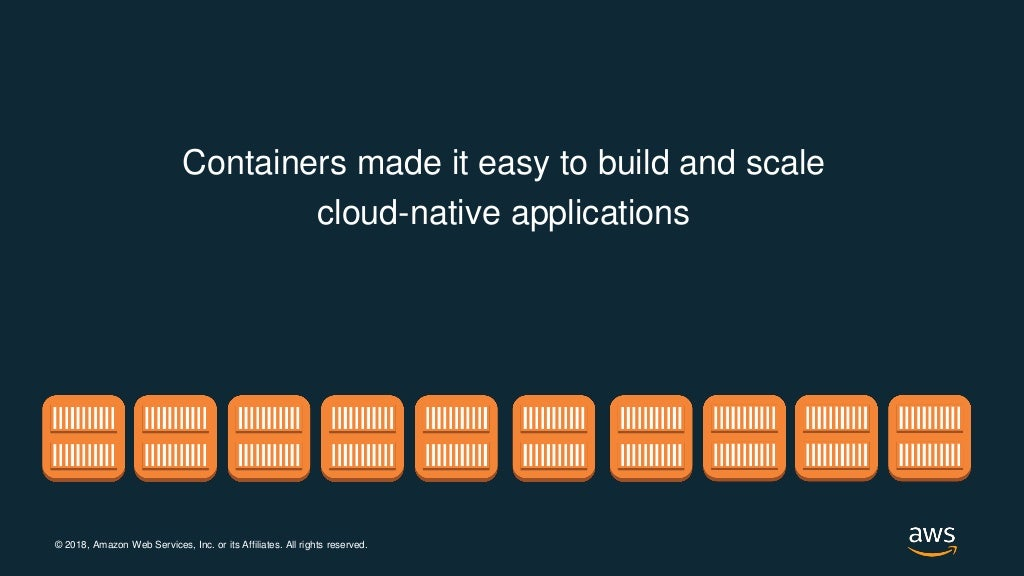 Containers made it easy to build and scale
cloud-native applications
© 2018, Amazon Web Services, Inc. or its Affiliates. All rights reserved.
aws